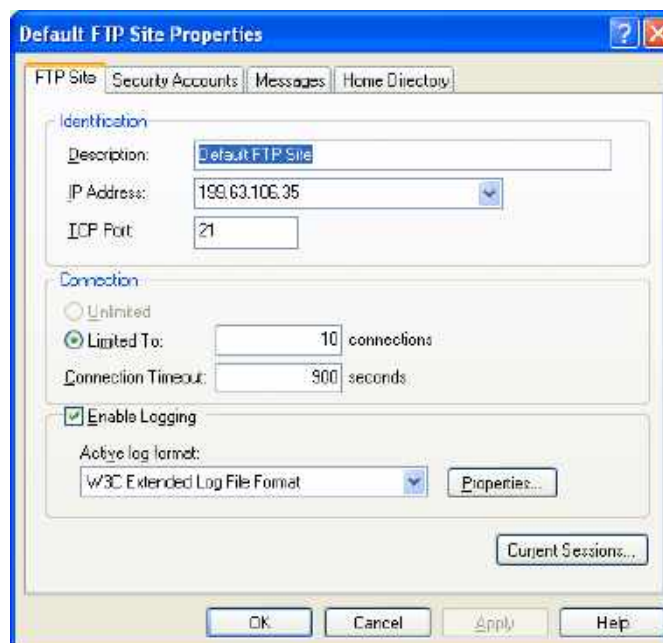 Default FTP Site Properties
FTP Site Security Accounts Messages Home Directory
Identification
Description: Default FTP Site
IP Address: 199.63.106.35
TCP Port: 21
Connection
Unlimited
Limited To: 10 connections
Connection Timeout: 900 seconds
Enable Logging
Active log format:
W3C Extended Log File Format Properties...
Current Sessions...
OK Cancel Apply Help